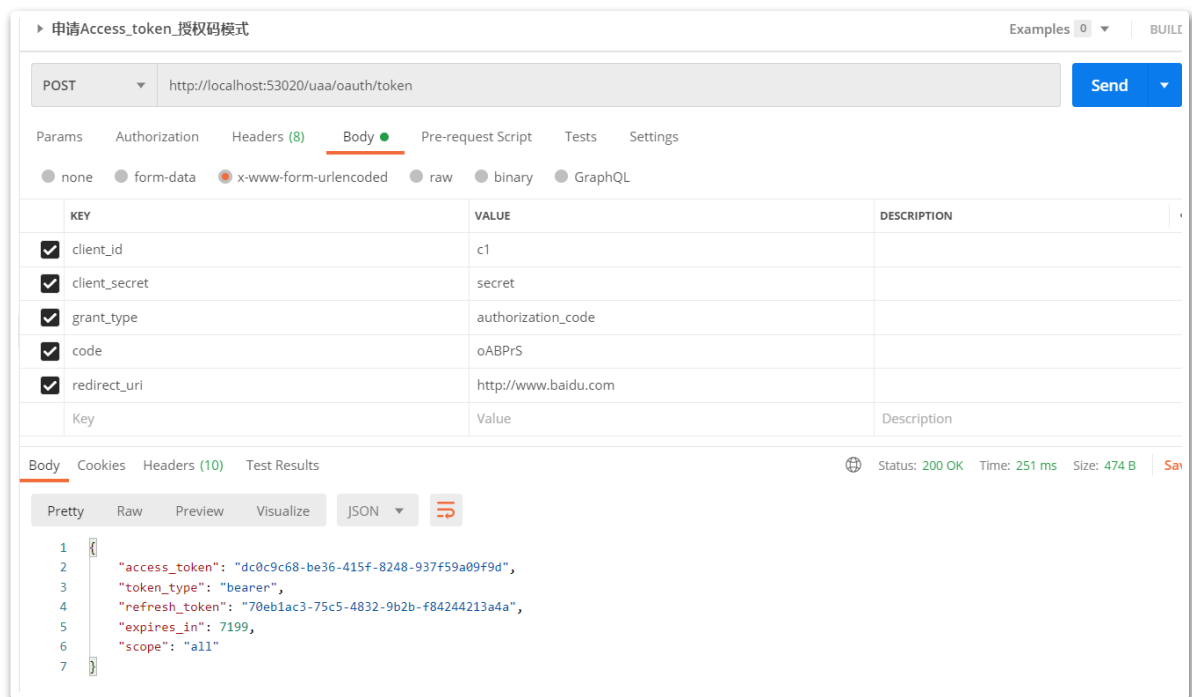 申请Access_token_授权码模式 Examples 0 BUILD
POST http://localhost:53020/uaa/oauth/token Send
Params Authorization Headers (8) Body Pre-request Script Tests Settings
none form-data x-www-form-urlencoded raw binary GraphQL
KEY VALUE DESCRIPTION
client_id c1
client_secret secret
grant_type authorization_code
code oABPrS
redirect_uri http://www.baidu.com
Key Value Description
Body Cookies Headers (10) Test Results Status: 200 OK Time: 251 ms Size: 474 B Sav
Pretty Raw Preview Visualize JSON
1 {
2 "access_token": "dc0c9c68-be36-415f-8248-937f59a09f9d",
3 "token_type": "bearer",
4 "refresh_token": "70eb1ac3-75c5-4832-9b2b-f84244213a4a",
5 "expires_in": 7199,
6 "scope": "all"
7 }